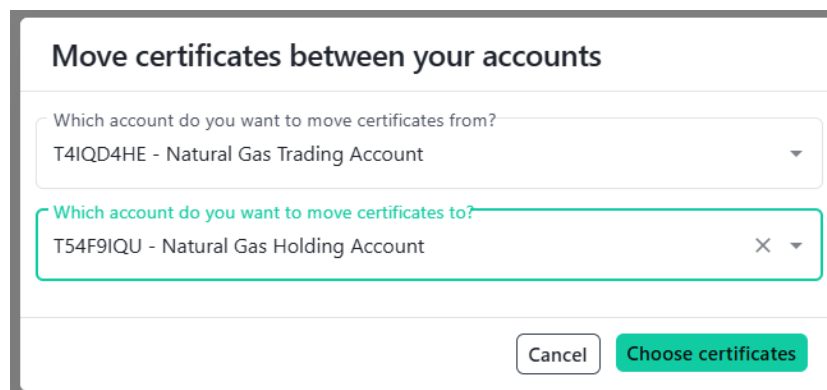 Move certificates between your accounts
Which account do you want to move certificates from?
T4IQD4HE - Natural Gas Trading Account
Which account do you want to move certificates to?
T54F9IQU - Natural Gas Holding Account
Cancel
Choose certificates